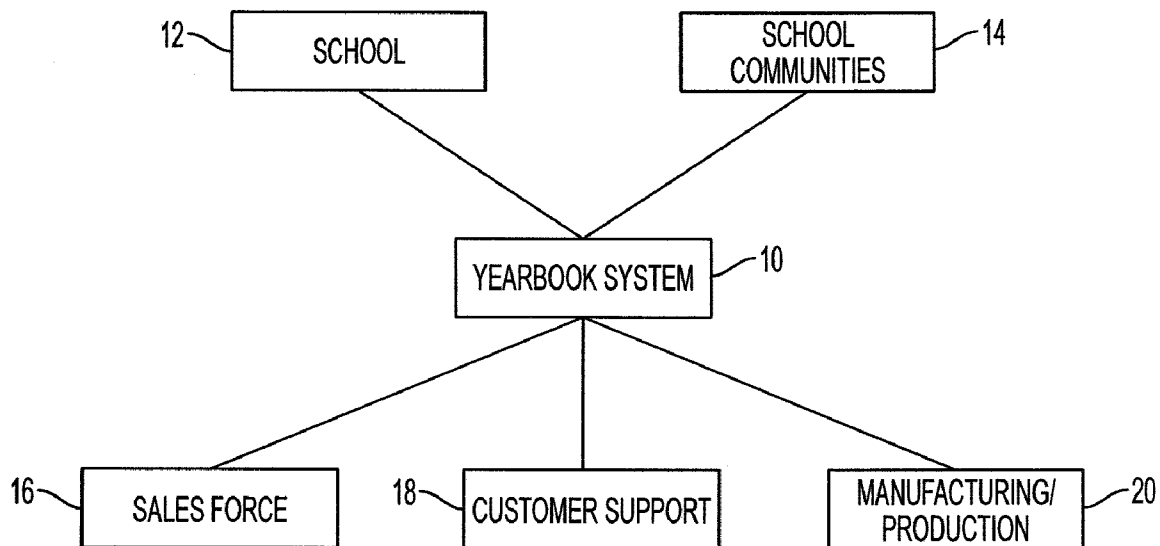 12
SCHOOL
SCHOOL
COMMUNITIES
14
YEARBOOK SYSTEM
10
16
SALES FORCE
18
CUSTOMER SUPPORT
MANUFACTURING/
PRODUCTION
20